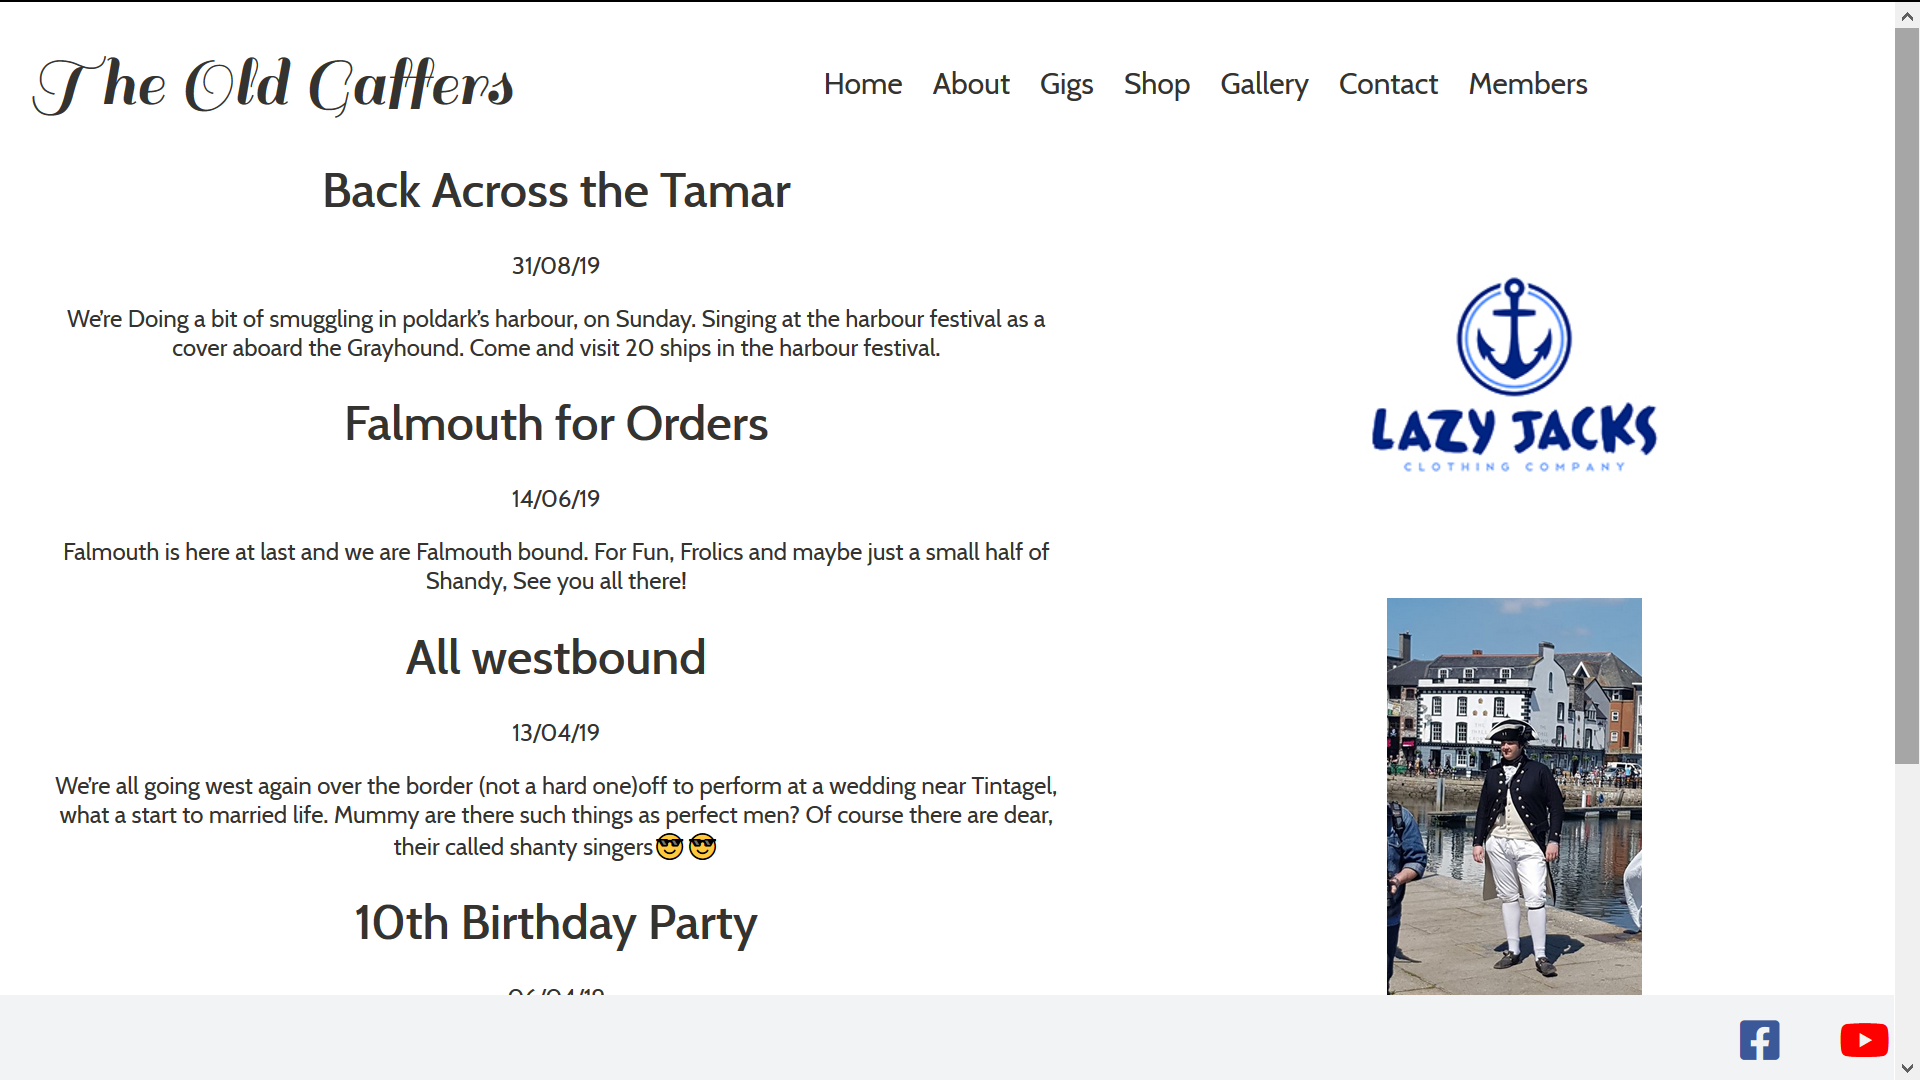 The Old Gaffers
Home About Gigs Shop Gallery Contact Members
Back Across the Tamar
31/08/19
We're Doing a bit of smuggling in poldark's harbour, on Sunday. Singing at the harbour festival as a
cover aboard the Grayhound. Come and visit 20 ships in the harbour festival.
Falmouth for Orders
14/06/19
Falmouth is here at last and we are Falmouth bound. For Fun, Frolics and maybe just a small half of
Shandy, See you all there!
All westbound
13/04/19
We're all going west again over the border (not a hard one)off to perform at a wedding near Tintagel,
what a start to married life. Mummy are there such things as perfect men? Of course there are dear,
their called shanty singers😎😎
10th Birthday Party
06/04/19
LAZY JACKS
CLOTHING COMPANY